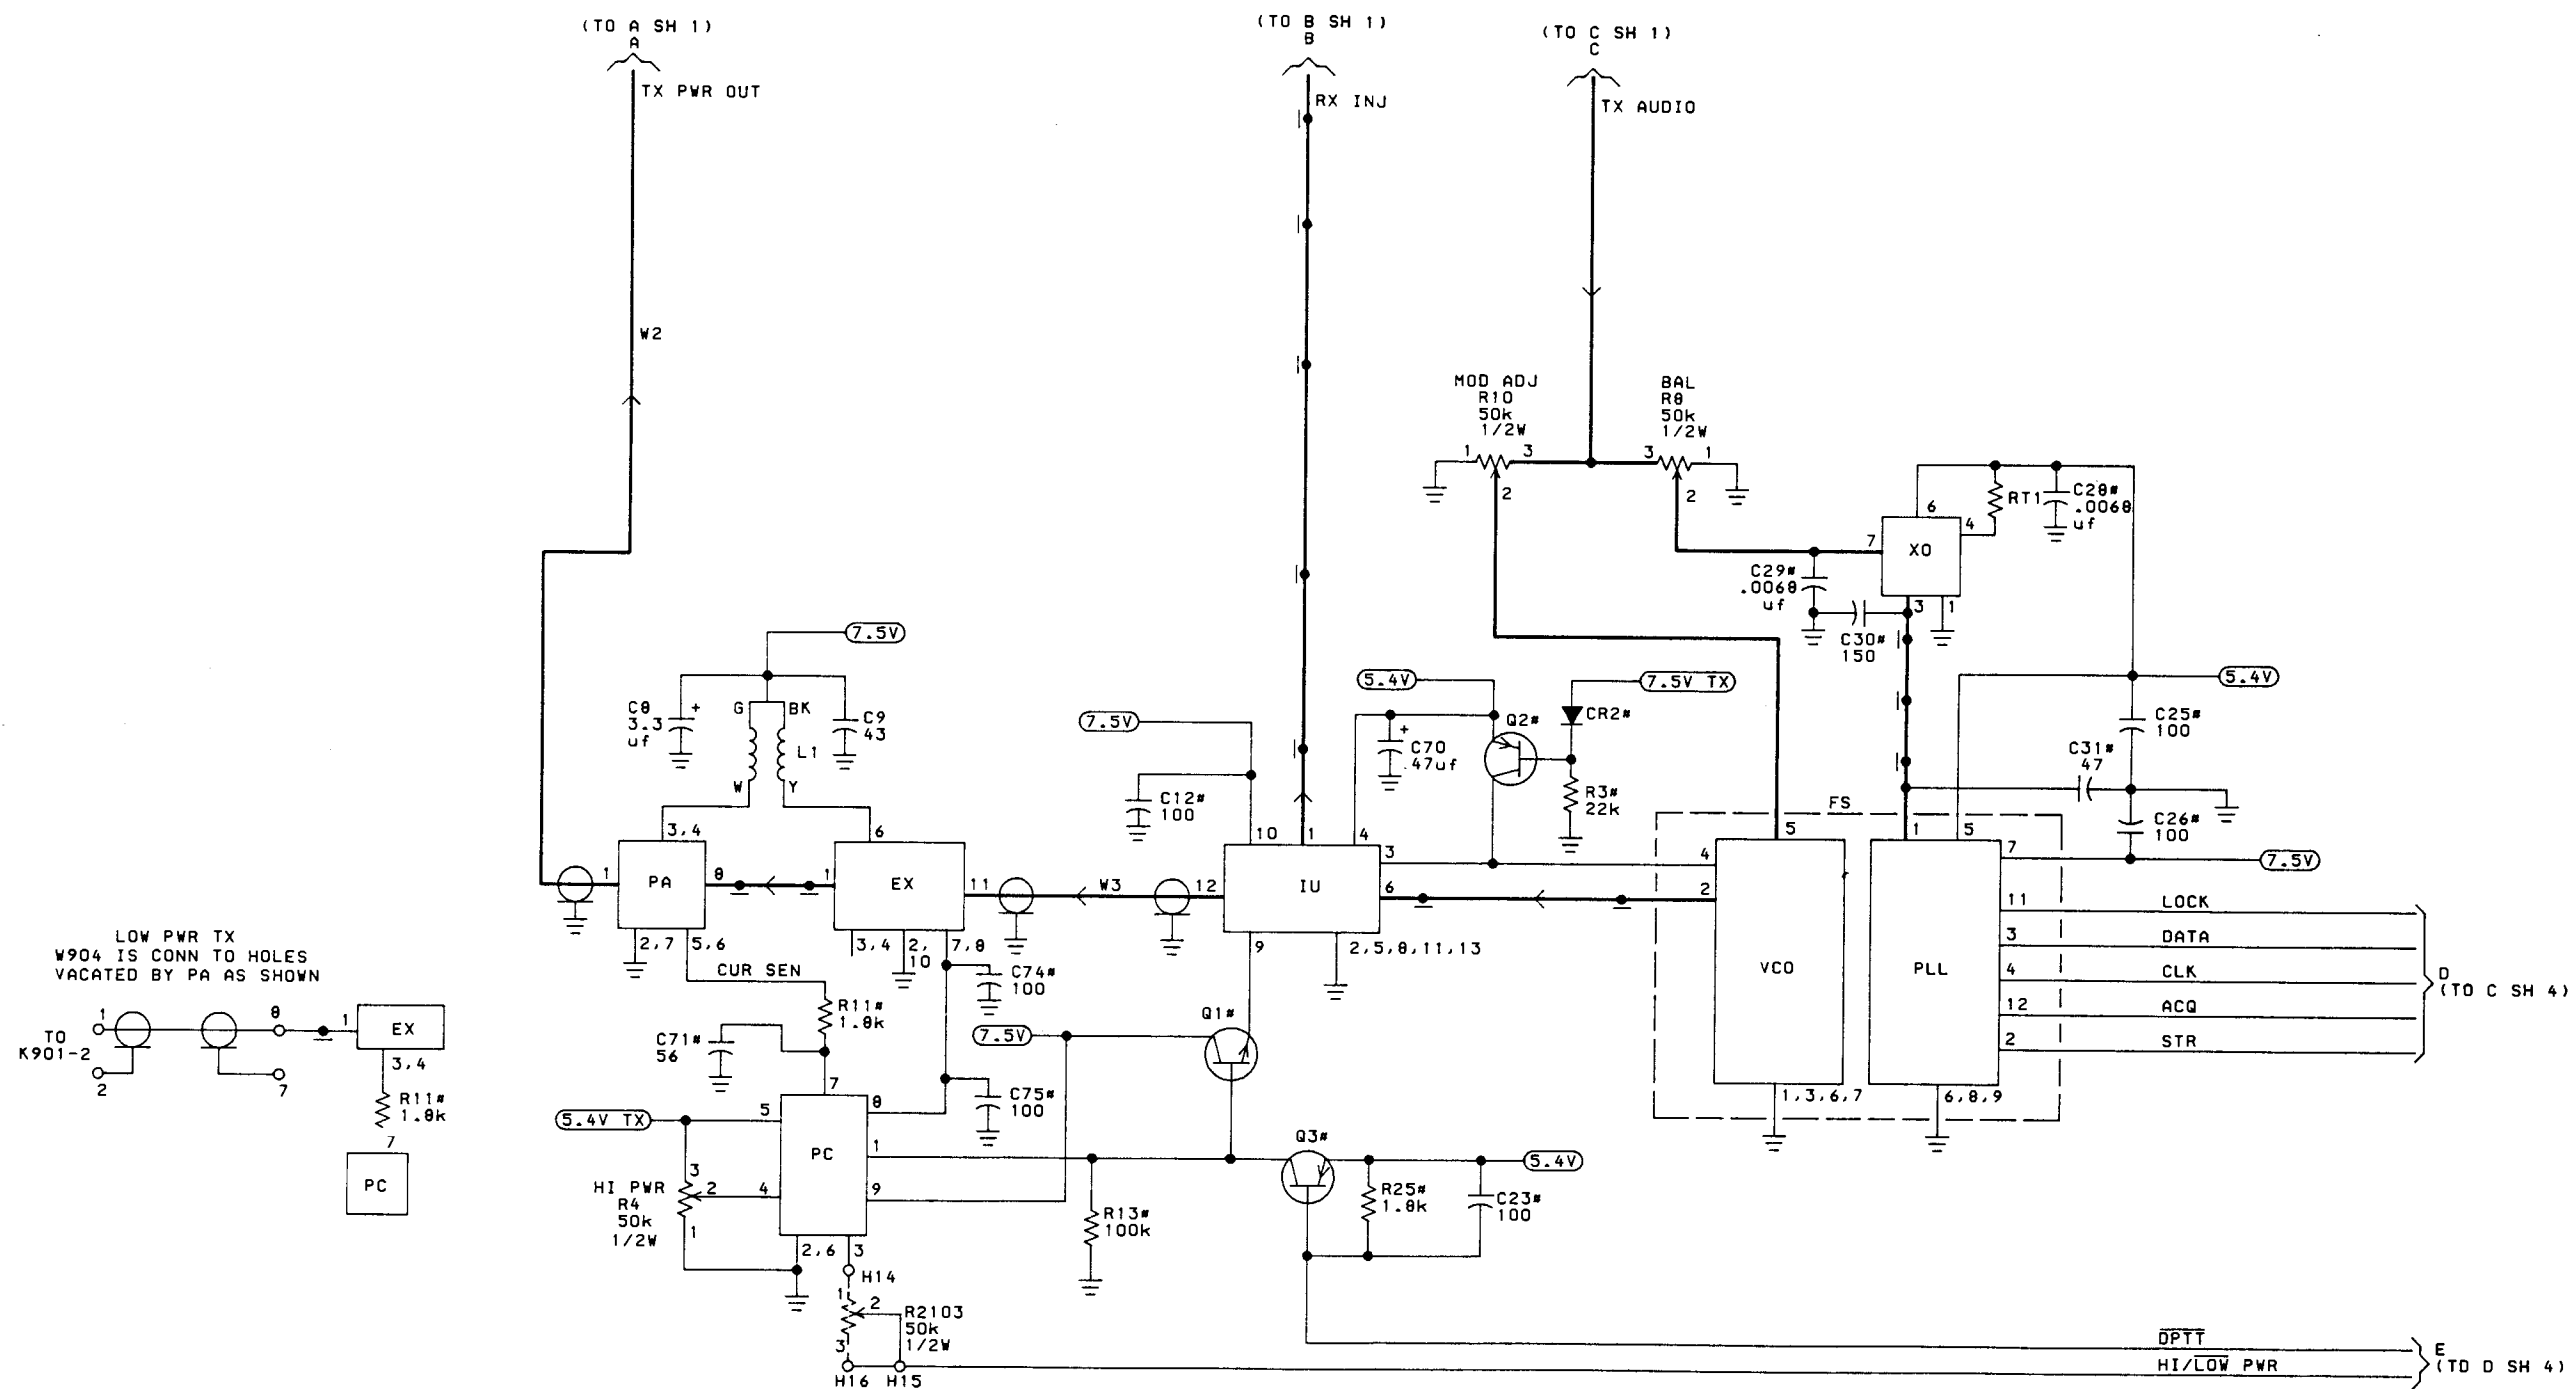 (TO A SH 1)
A
TX PWR OUT
(TO B SH 1)
B
RX INJ
(TO C SH 1)
C
TX AUDIO
W2
MOD ADJ
R10
50k
1/2W
1
3
2
BAL
R8
50k
1/2W
3
1
2
6
4
RT1
C28#
.0068
uf
7
XO
3
1
C29#
.0068
uf
C30#
150
7.5V
C8
3.3
uf
+
G
BK
L1
W
Y
C9
43
7.5V
C12#
100
5.4V
+
C70
.47uf
Q2#
7.5V TX
CR2#
R3#
22k
5.4V
C25#
100
C31#
47
C26#
100
7.5V
FS
1
PA
3,4
8
2,7
5,6
1
EX
6
11
3,4
2,
10
7,8
W3
12
IU
10
1
4
3
6
9
2,5,8,11,13
4
2
5
VCO
1,3,6,7
1
5
7
PLL
6,8,9
11
LOCK
3
DATA
4
CLK
12
ACQ
2
STR
D
(TO C SH 4)
LOW PWR TX
W904 IS CONN TO HOLES
VACATED BY PA AS SHOWN
TO
K901-2
1
2
8
7
1
EX
3,4
R11#
1.8k
7
PC
CUR SEN
R11#
1.8k
C71#
56
C74#
100
C75#
100
7.5V
Q1#
5.4V TX
5
7
8
PC
1
4
9
2,6
3
HI PWR
R4
50k
1/2W
3
2
1
H14
1
2
3
R2103
50k
1/2W
H16
H15
R13#
100k
Q3#
5.4V
R25#
1.8k
C23#
100
DPTT
HI/LOW PWR
E
(TO D SH 4)